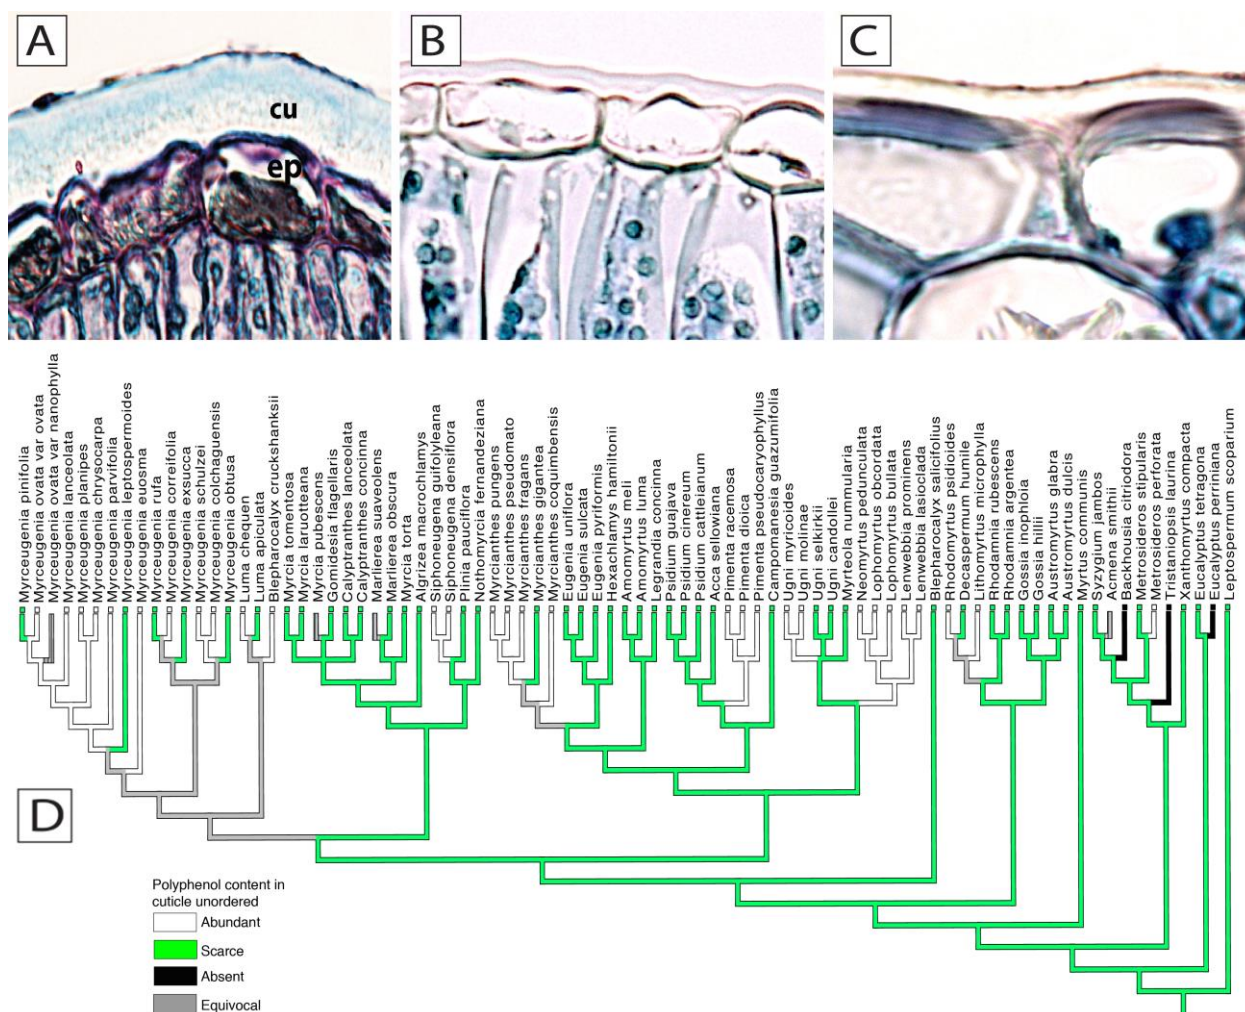 A
B
C
cu
ep
Myrceugenia pinifolia
Myrceugenia ovata var ovata
Myrceugenia ovata var nanophylla
Myrceugenia lanceolata
Myrceugenia planipes
Myrceugenia chrysocarpa
Myrceugenia parvifolia
Myrceugenia leptospermoides
Myrceugenia euosma
Myrceugenia rufa
Myrceugenia correifolia
Myrceugenia exsucca
Myrceugenia schulzei
Myrceugenia colchaguensis
Myrceugenia obtusa
Luma chequen
Luma apiculata
Blepharocalyx cruckshanksii
Myrcia tomentosa
Myrcia laruotteana
Myrcia pubescens
Gomidesia flagellaris
Calyptranthes lanceolata
Calyptranthes concinna
Marlierea suaveolens
Marlierea obscura
Myrcia torta
Algrizea macrochlamys
Siphoneugena guilfoyleiana
Siphoneugena densiflora
Plinia pauciflora
Nothomyrcia fernandeziana
Myrcianthes pungens
Myrcianthes pseudomato
Myrcianthes fragans
Myrcianthes gigantea
Myrcianthes coquimbensis
Eugenia uniflora
Eugenia sulcata
Eugenia pyriformis
Hexachlamys hamiltonii
Amomyrtus meli
Amomyrtus luma
Legrandia concinna
Psidium guajava
Psidium cinereum
Psidium cattleianum
Acca sellowiana
Pimenta racemosa
Pimenta dioica
Pimenta pseudocaryophyllus
Campomanesia guazumifolia
Ugni myricoides
Ugni molinae
Ugni selkirkii
Ugni candollei
Myrteola nummularia
Neomyrtus pedunculata
Lophomyrtus obcordata
Lophomyrtus bullata
Lenwebbia prominens
Lenwebbia lasioclada
Blepharocalyx salicifolius
Rhodomyrtus psidioides
Decaspermum humile
Lithomyrtus microphylla
Rhodamnia rubescens
Rhodamnia argentea
Gossia inophloia
Gossia hillii
Austromyrtus glabra
Austromyrtus dulcis
Myrtus communis
Syzygium jambos
Acmena smithii
Backhousia citriodora
Metrosideros stipularis
Metrosideros perforata
Tristaniopsis laurina
Xanthomyrtus compacta
Eucalyptus tetragona
Eucalyptus perriniana
Leptospermum scoparium
D
Polyphenol content in
cuticle unordered
Abundant
Scarce
Absent
Equivocal